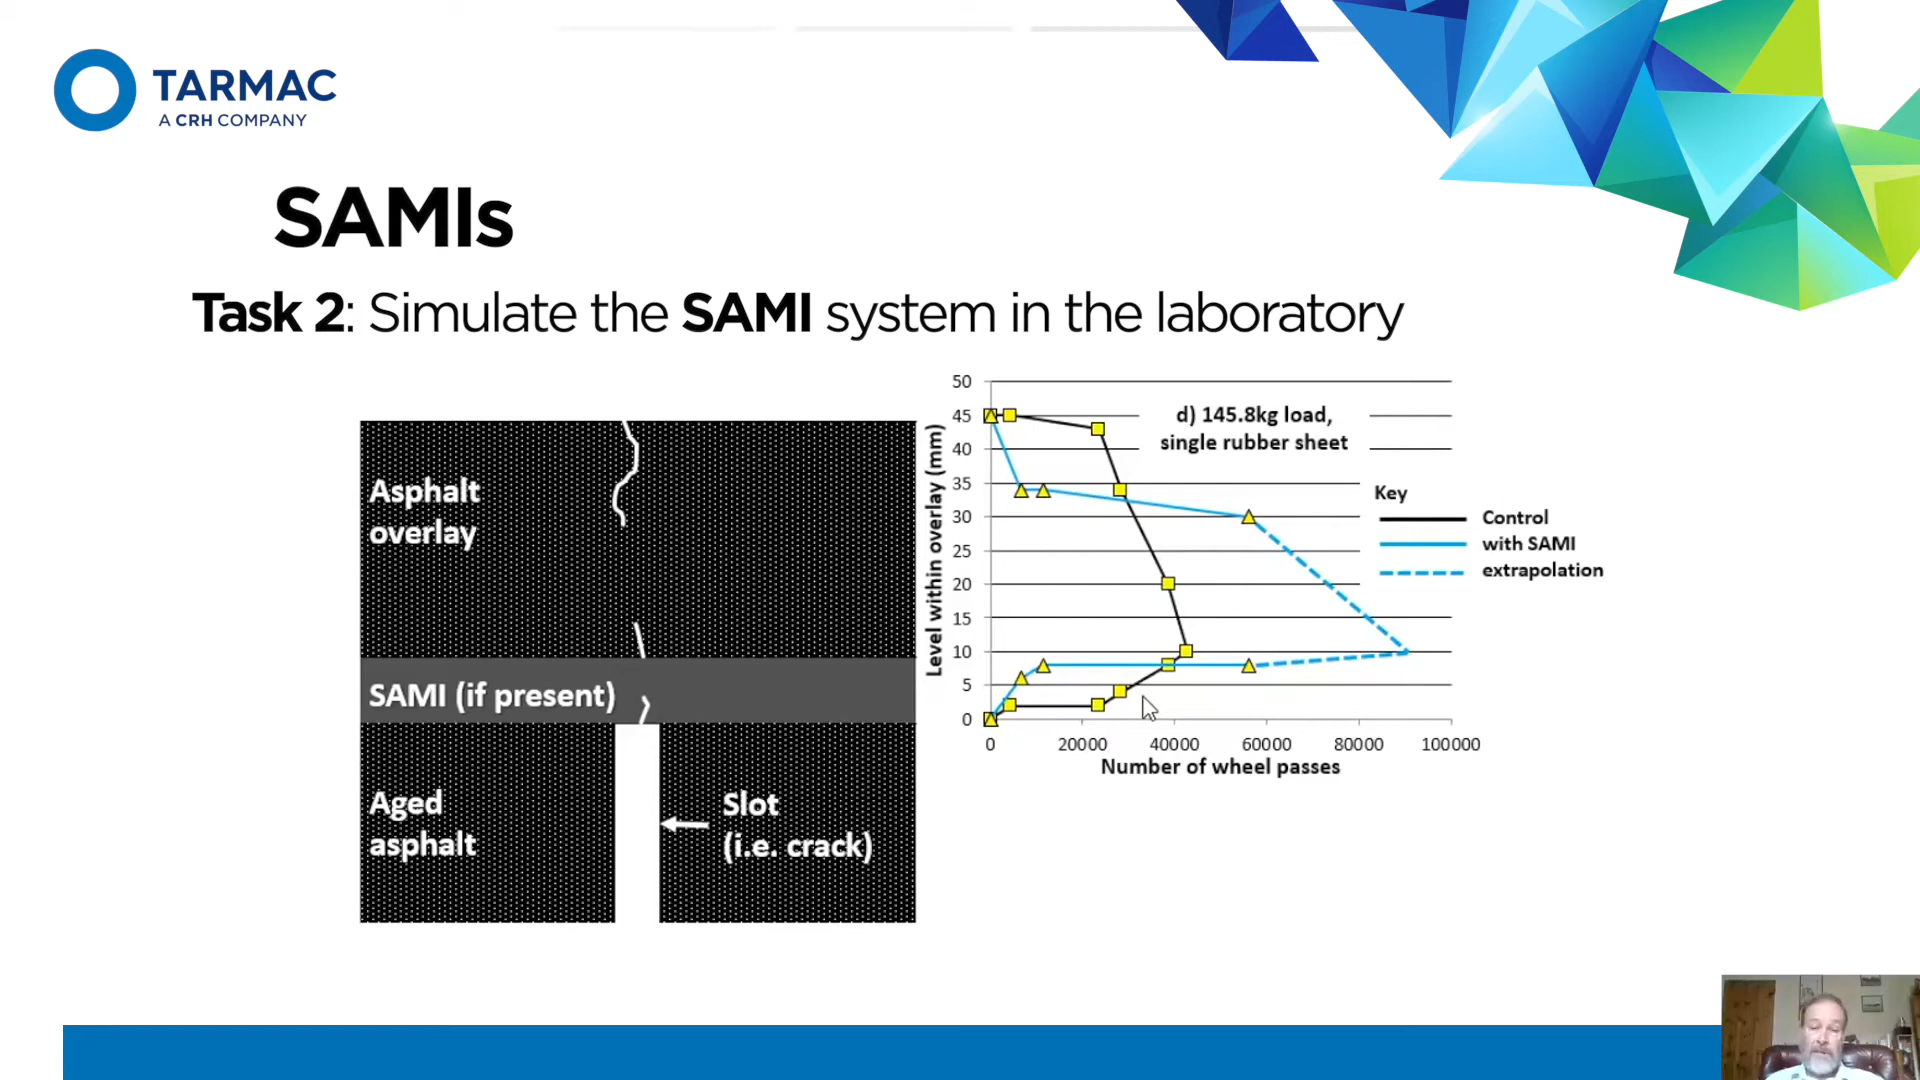 TARMAC
A CRH COMPANY
SAMIs
Task 2: Simulate the SAMI system in the laboratory
Asphalt
overlay
SAMI (if present)
Aged
asphalt
Slot
(i.e. crack)
Level within overlay (mm)
50
45
40
35
30
25
20
15
10
5
0
d) 145.8kg load,
single rubber sheet
Key
Control
with SAMI
extrapolation
0 20000 40000 60000 80000 100000
Number of wheel passes